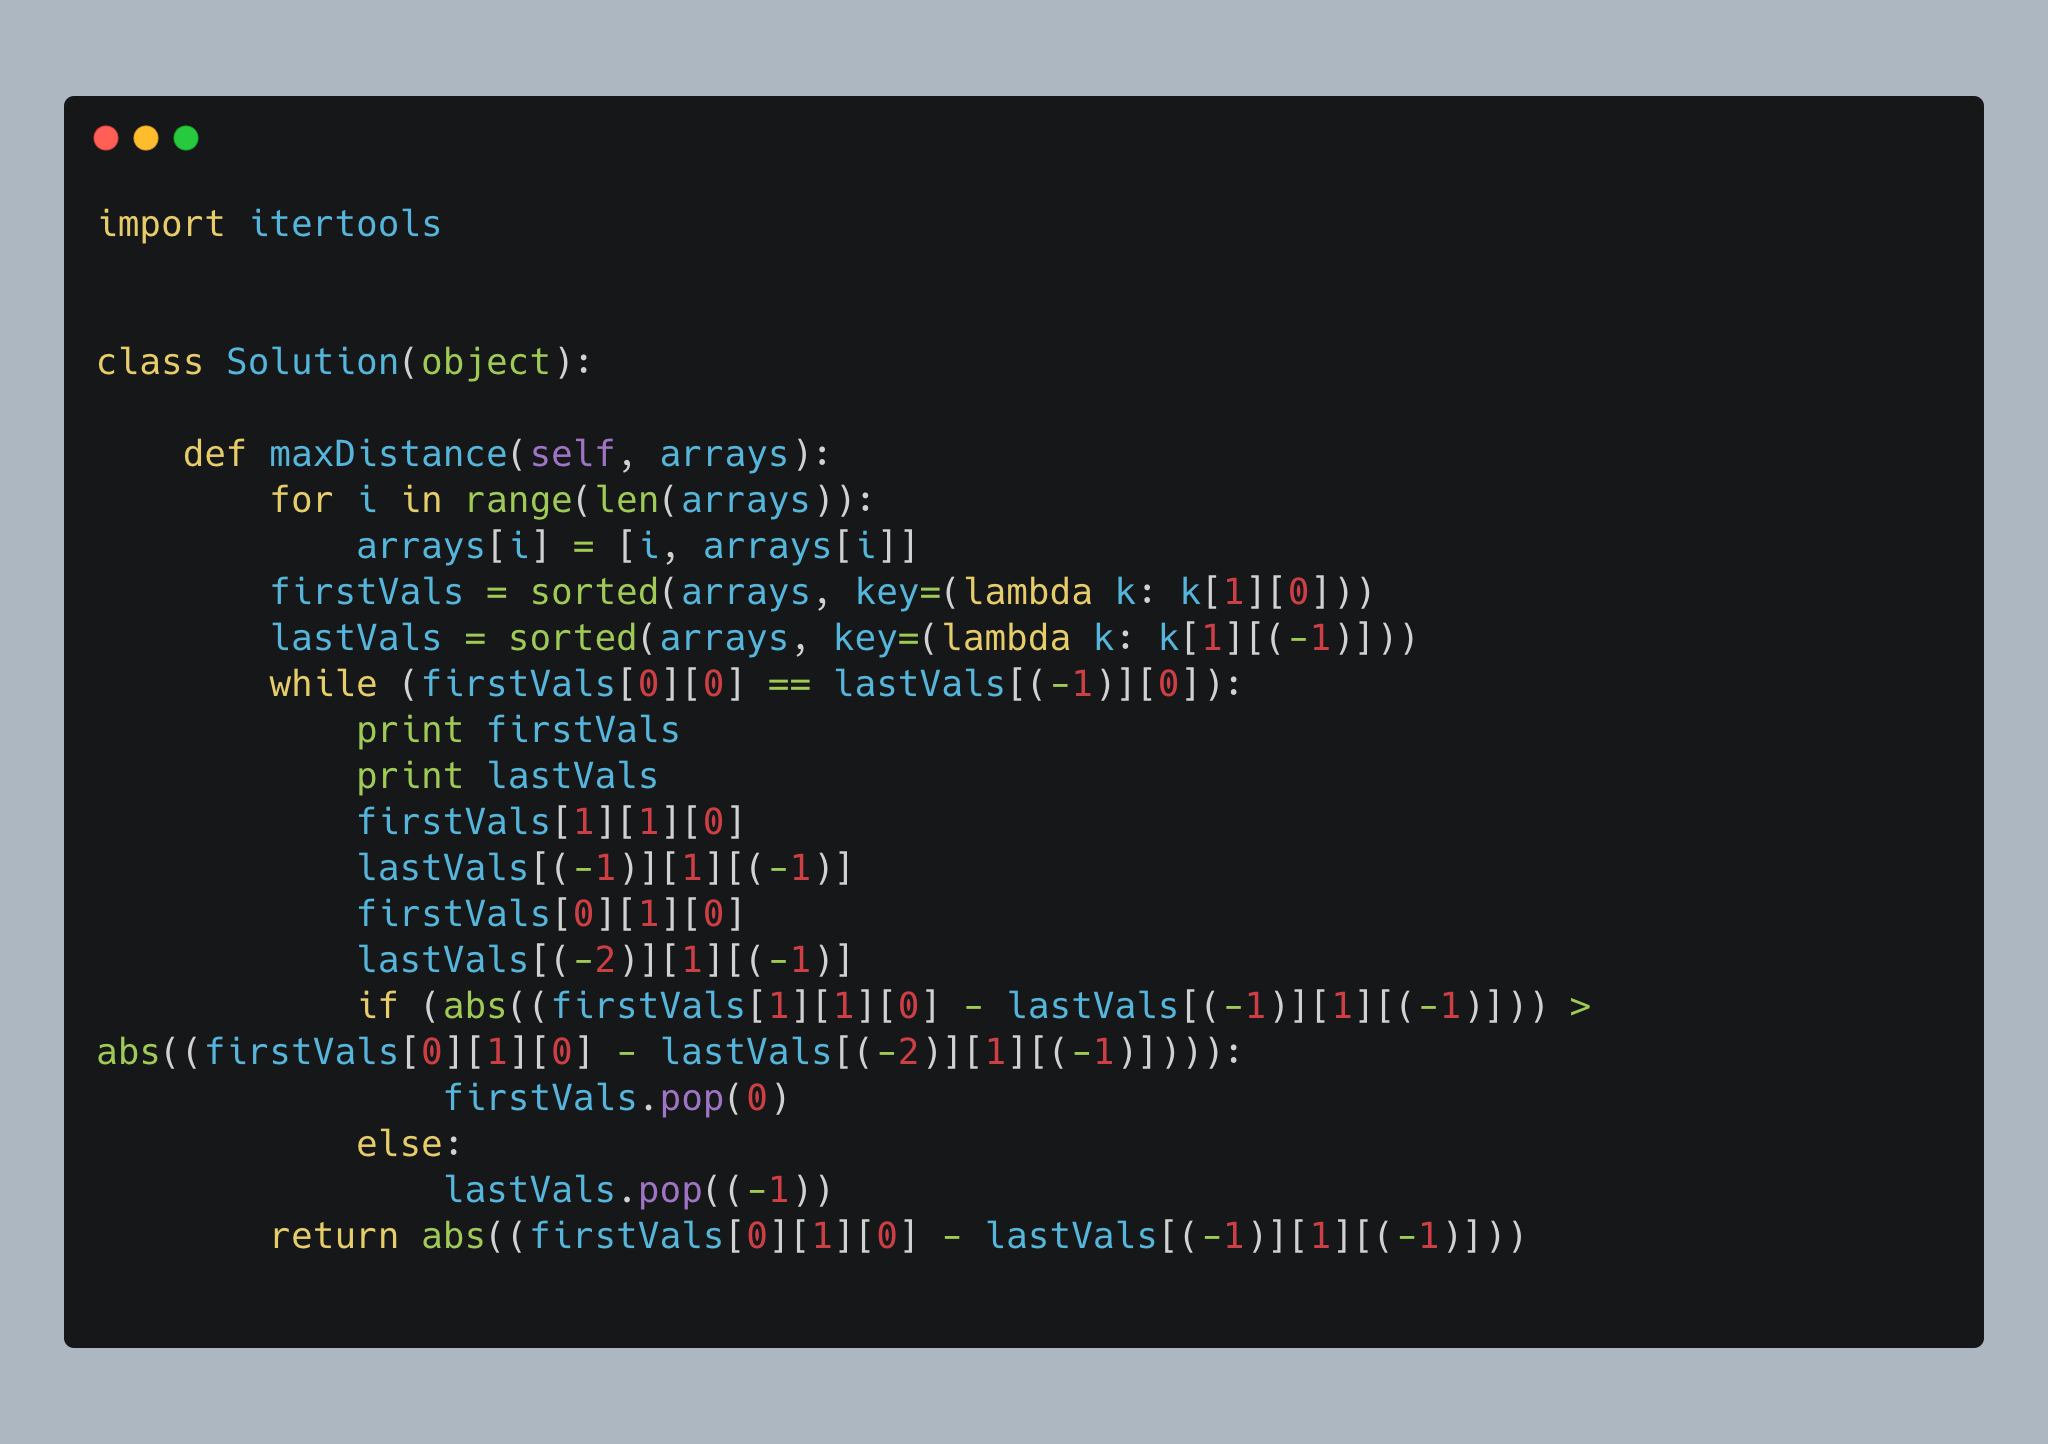 import itertools
class Solution(object):
    def maxDistance(self, arrays):
        for i in range(len(arrays)):
            arrays[i] = [i, arrays[i]]
        firstVals = sorted(arrays, key=(lambda k: k[1][0]))
        lastVals = sorted(arrays, key=(lambda k: k[1][(-1)]))
        while (firstVals[0][0] == lastVals[(-1)][0]):
            print firstVals
            print lastVals
            firstVals[1][1][0]
            lastVals[(-1)][1][(-1)]
            firstVals[0][1][0]
            lastVals[(-2)][1][(-1)]
            if (abs((firstVals[1][1][0] - lastVals[(-1)][1][(-1)])) >
abs((firstVals[0][1][0] - lastVals[(-2)][1][(-1)]))):
                firstVals.pop(0)
            else:
                lastVals.pop((-1))
        return abs((firstVals[0][1][0] - lastVals[(-1)][1][(-1)]))